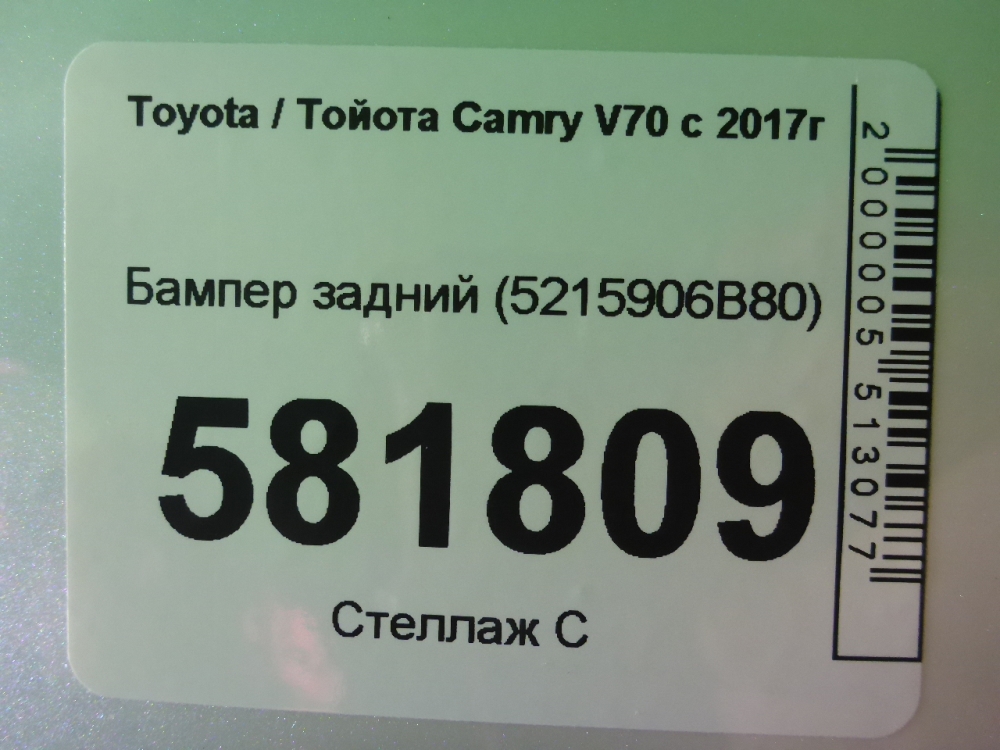 Toyota / Тойота Camry V70 с 2017г
Бампер задний (5215906B80)
581809
Стеллаж С
2000005513077